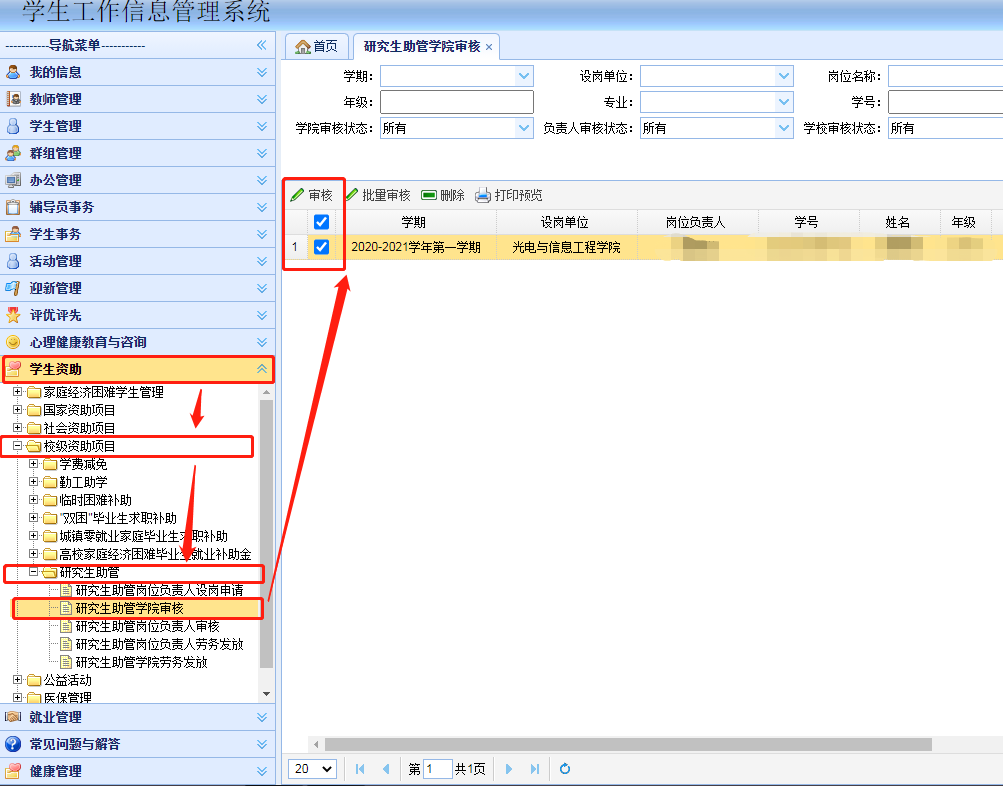 学生工作信息管理系统
-----------导航菜单-----------
我的信息
教师管理
学生管理
群组管理
办公管理
辅导员事务
学生事务
活动管理
迎新管理
评优评先
心理健康教育与咨询
学生资助
家庭经济困难学生管理
国家资助项目
社会资助项目
校级资助项目
学费减免
勤工助学
临时困难补助
"双困"毕业生求职补助
城镇零就业家庭毕业生求职补助
高校家庭经济困难毕业生就业补助金
研究生助管
研究生助管岗位负责人设岗申请
研究生助管学院审核
研究生助管岗位负责人审核
研究生助管岗位负责人劳务发放
研究生助管学院劳务发放
公益活动
医保管理
就业管理
常见问题与解答
健康管理
首页 研究生助管学院审核 ×
学期: 设岗单位: 岗位名称:
年级: 专业: 学号:
学院审核状态: 所有 负责人审核状态: 所有 学校审核状态: 所有
审核 批量审核 删除 打印预览
学期 设岗单位 岗位负责人 学号 姓名 年级
1 2020-2021学年第一学期 光电与信息工程学院
20 第 1 共1页